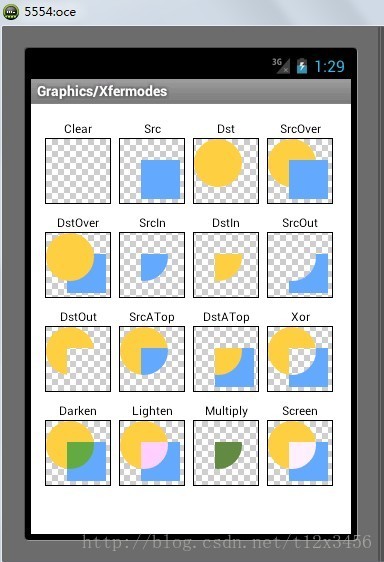 5554:oce
3G 1:29
Graphics/Xfermodes
Clear Src Dst SrcOver
DstOver SrcIn DstIn SrcOut
DstOut SrcATop DstATop Xor
Darken Lighten Multiply Screen
http://blog.csdn.net/t12x3456